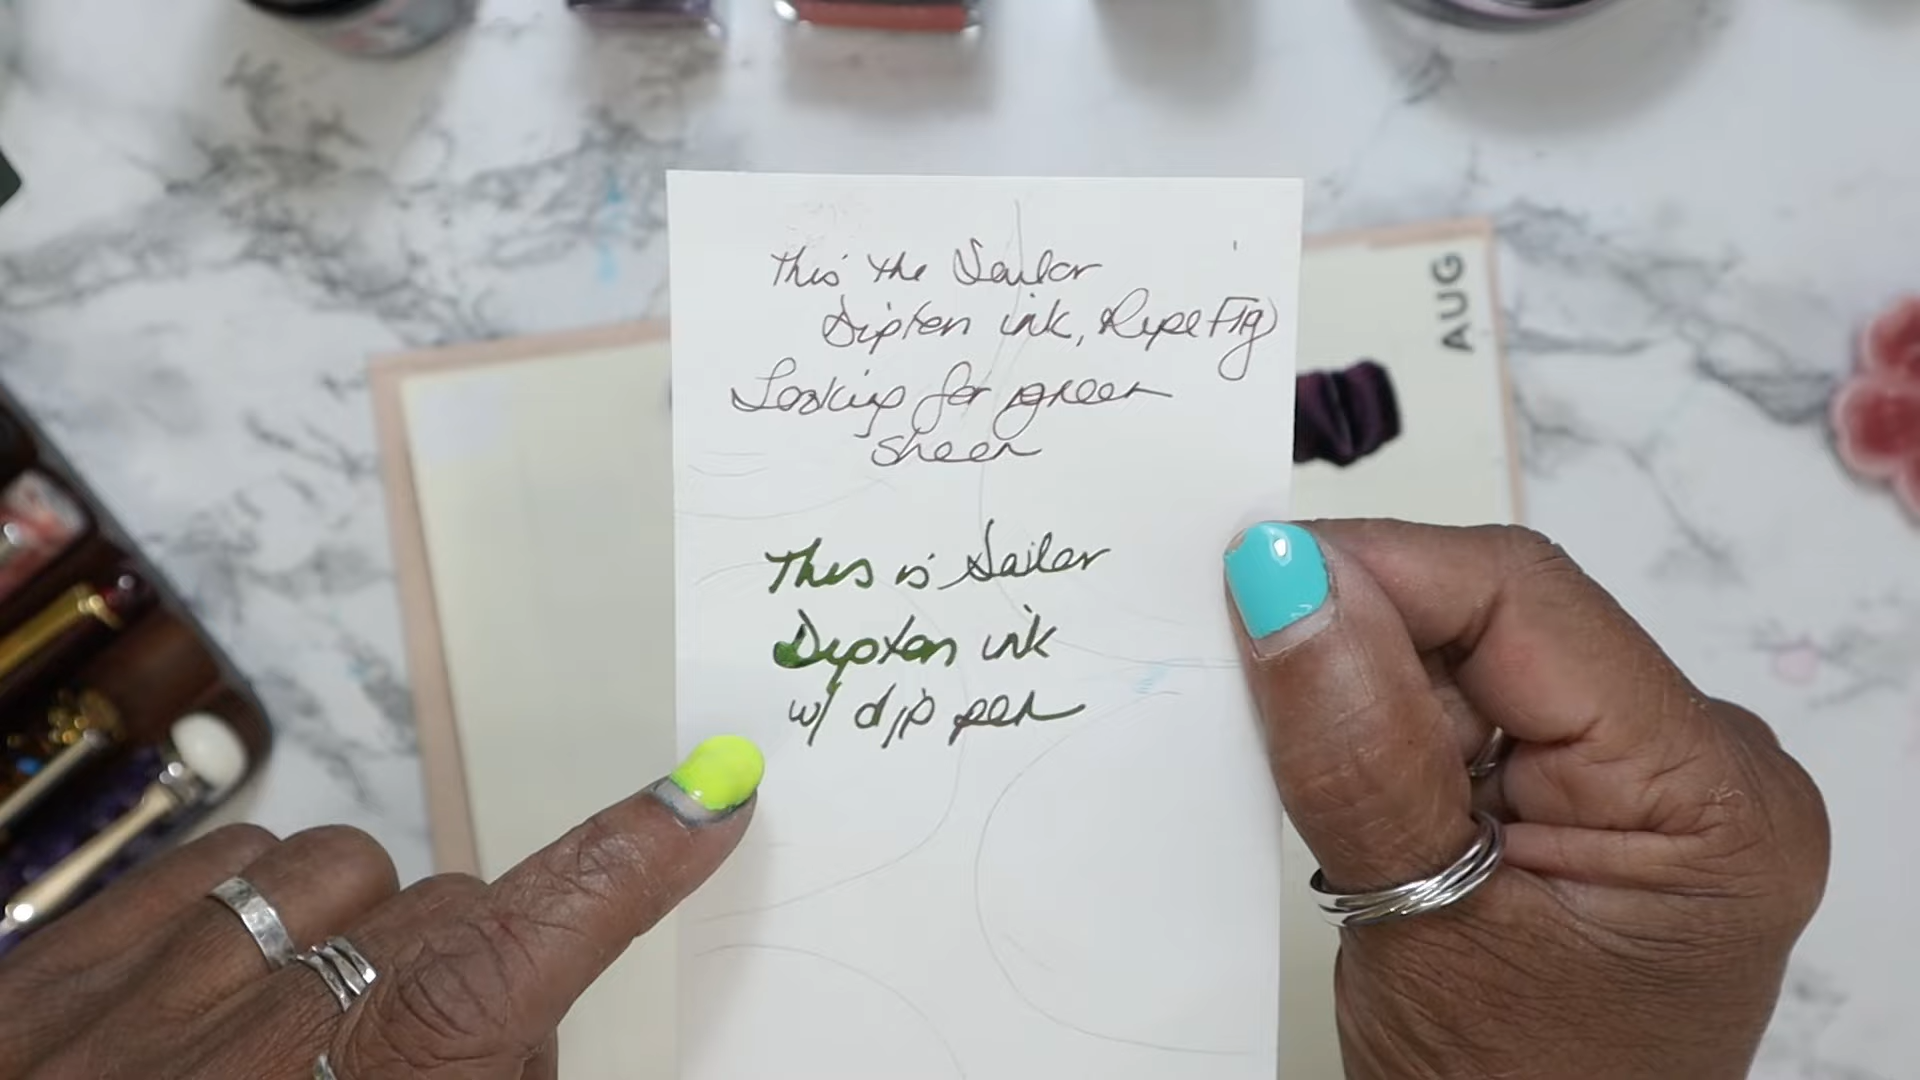 This the Sailor
Dipton ink, Ripe Fig
Looking for green
sheen
This is Sailor
Dipton ink
w/ dip pen
AUG